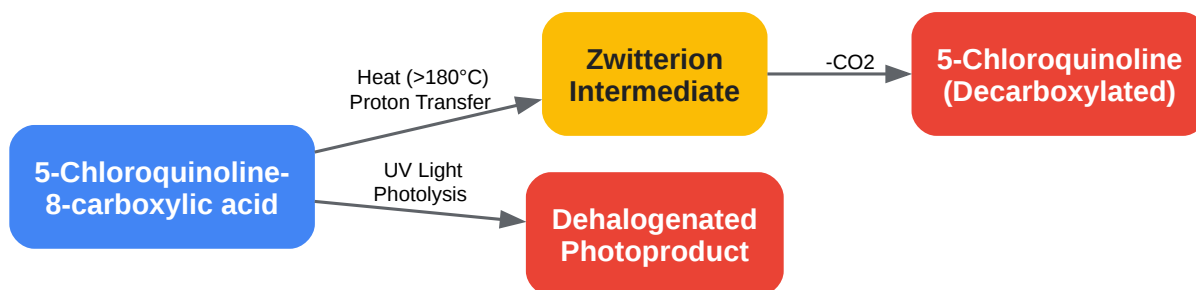 5-Chloroquinoline-
8-carboxylic acid
Heat (>180°C)
Proton Transfer
Zwitterion
Intermediate
-CO2
5-Chloroquinoline
(Decarboxylated)
UV Light
Photolysis
Dehalogenated
Photoproduct